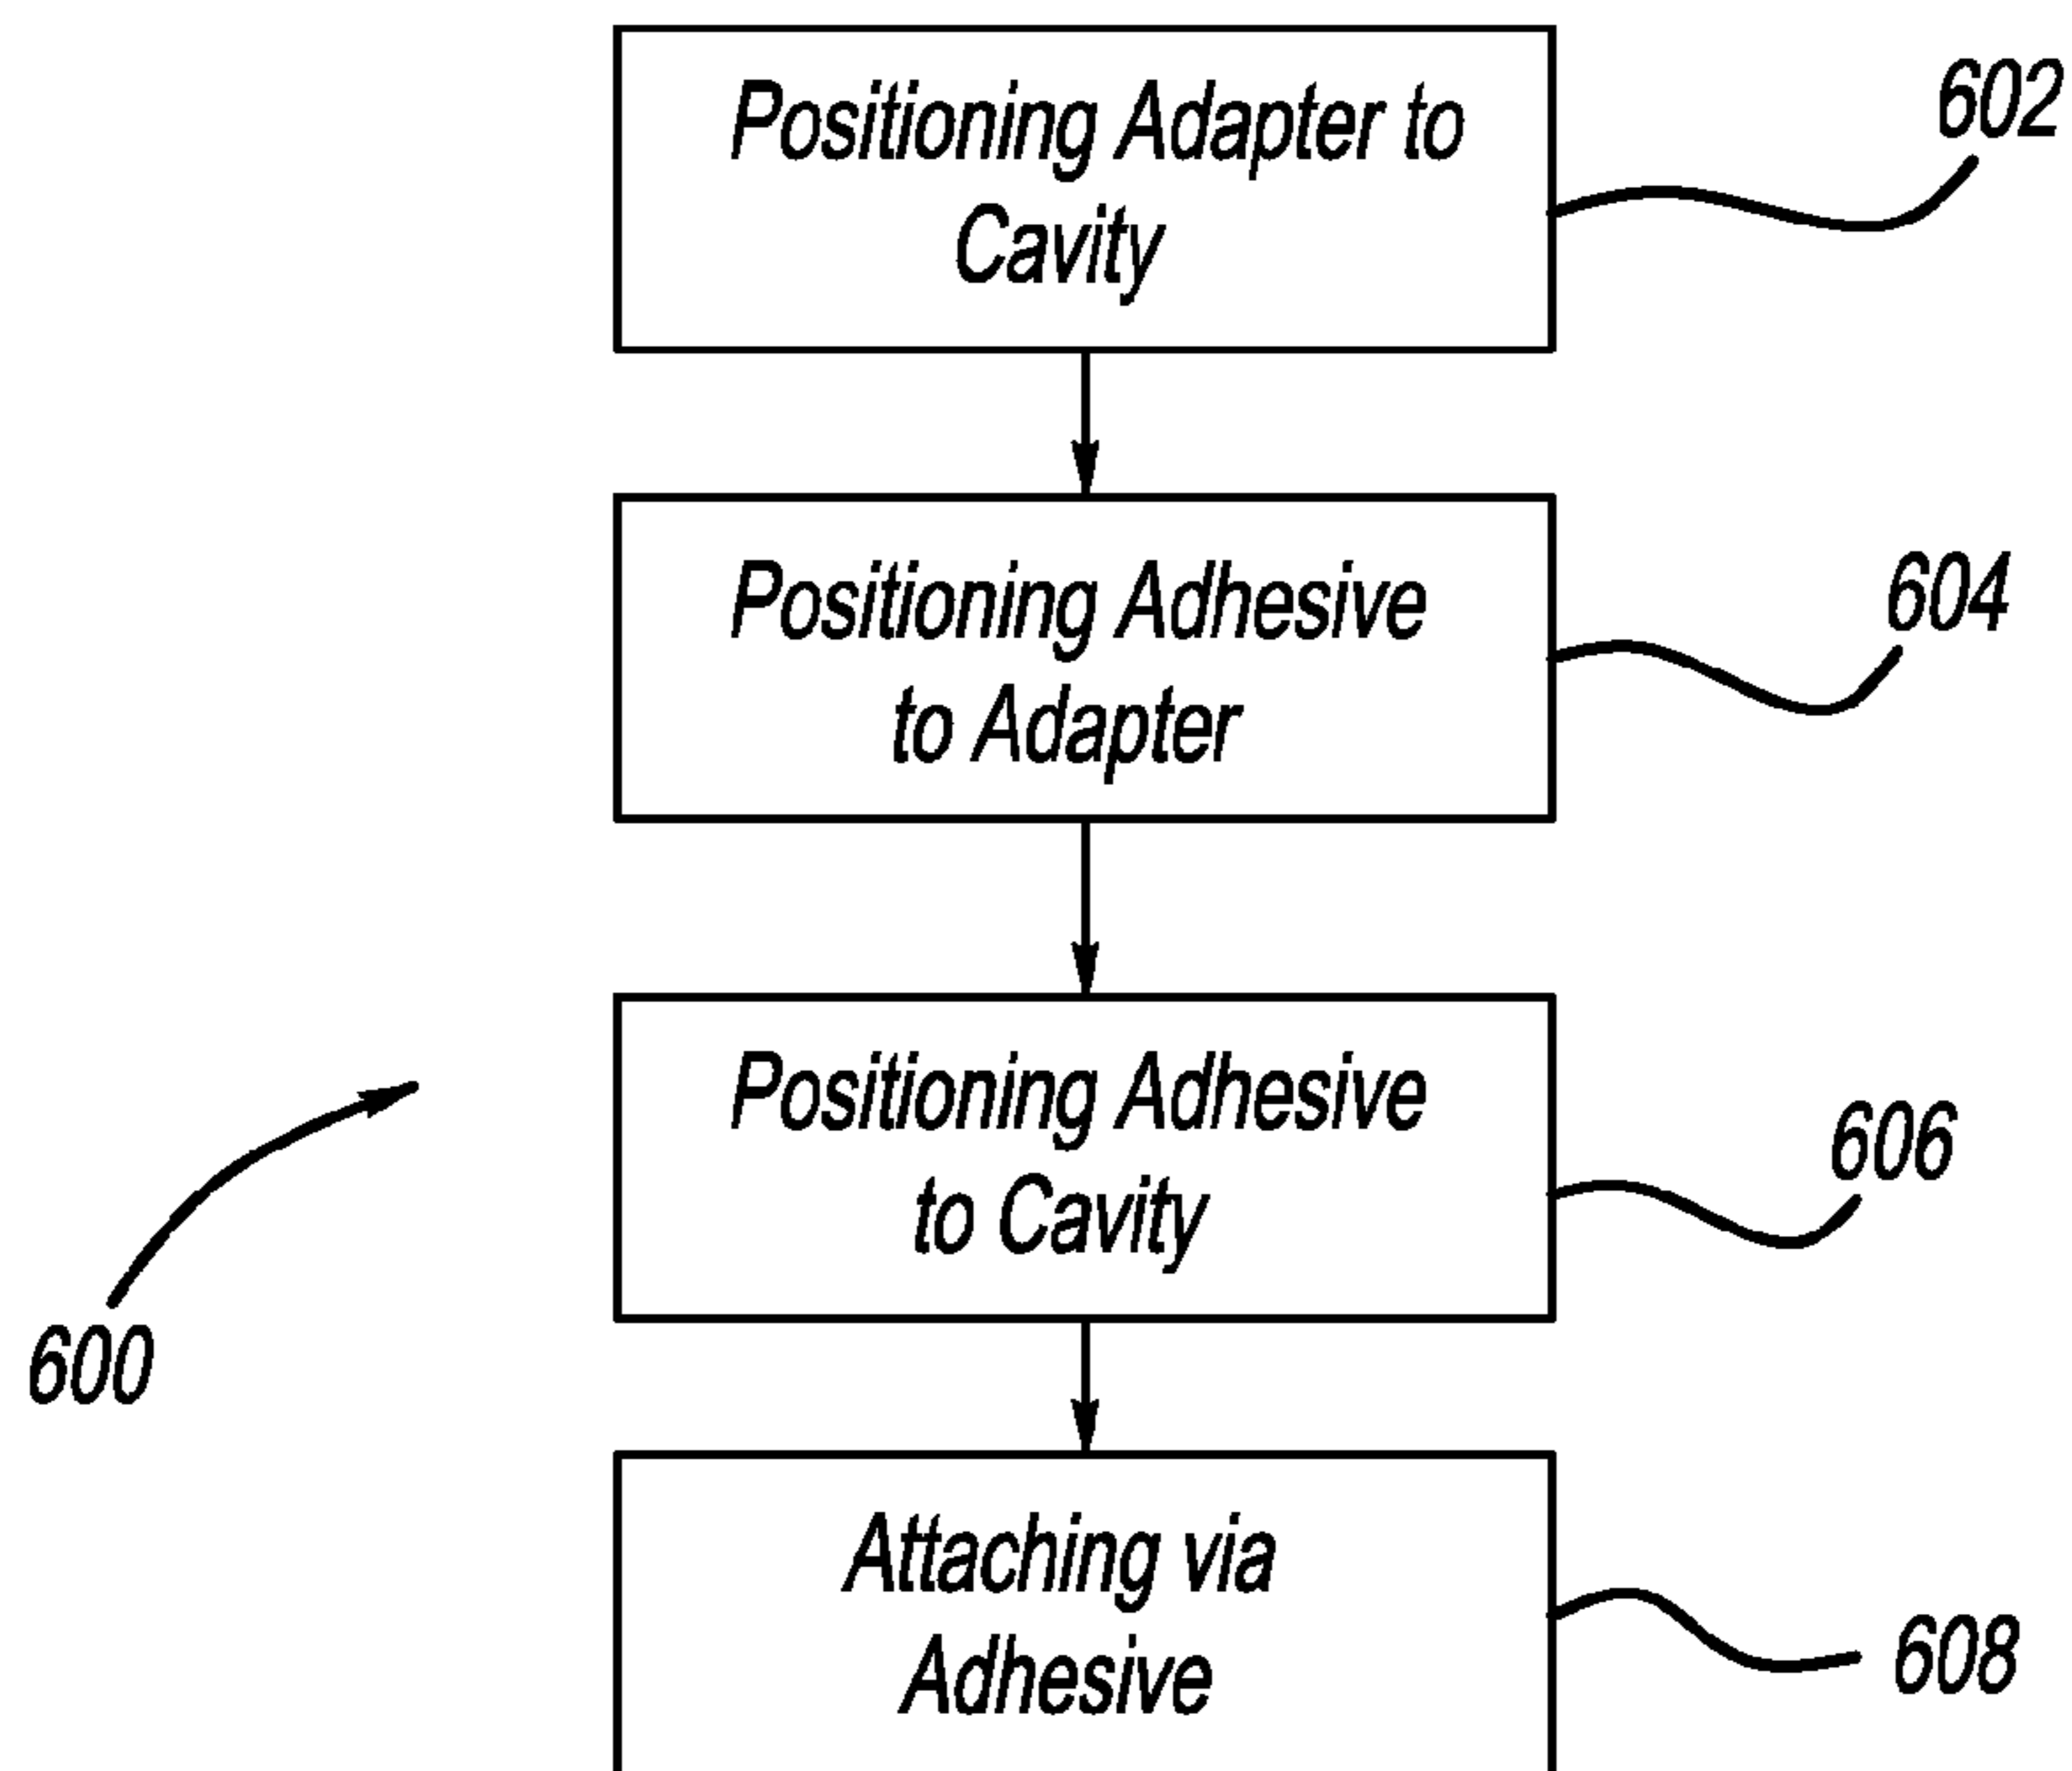 Positioning Adapter to
Cavity
602
Positioning Adhesive
to Adapter
604
Positioning Adhesive
to Cavity
606
600
Attaching via
Adhesive
608